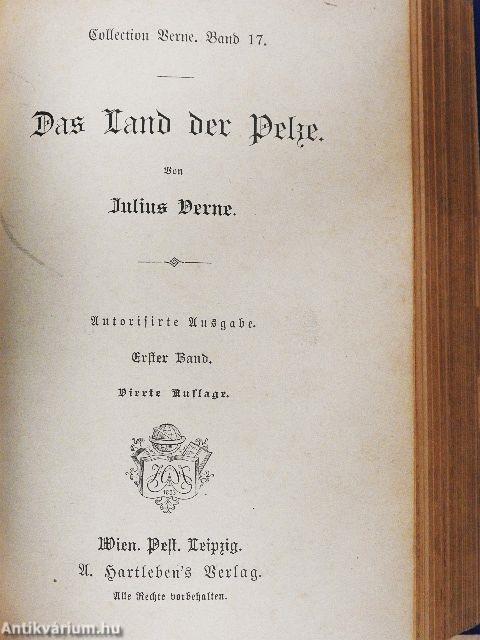 Collection Verne. Band 17.
Das Land der Pelze.
Von
Julius Verne.
Autorisirte Ausgabe.
Erster Band.
Vierte Auflage.
Wien. Pest. Leipzig.
A. Hartleben's Verlag.
Alle Rechte vorbehalten.
Antikvárium.hu